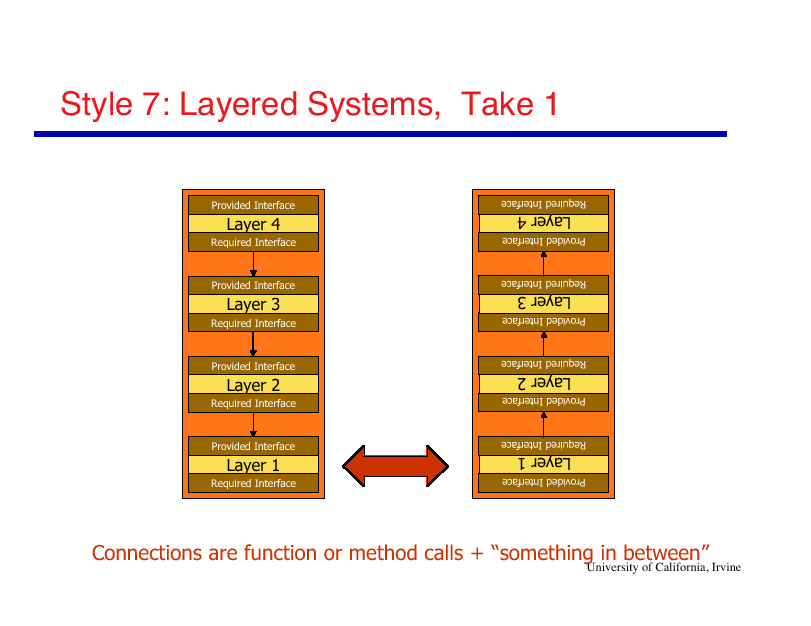 Style 7: Layered Systems,  Take 1
Provided Interface
Layer 4
Required Interface
Provided Interface
Layer 3
Required Interface
Provided Interface
Layer 2
Required Interface
Provided Interface
Layer 1
Required Interface
Required Interface
Layer 4
Provided Interface
Required Interface
Layer 3
Provided Interface
Required Interface
Layer 2
Provided Interface
Required Interface
Layer 1
Provided Interface
Connections are function or method calls + “something in between”
University of California, Irvine